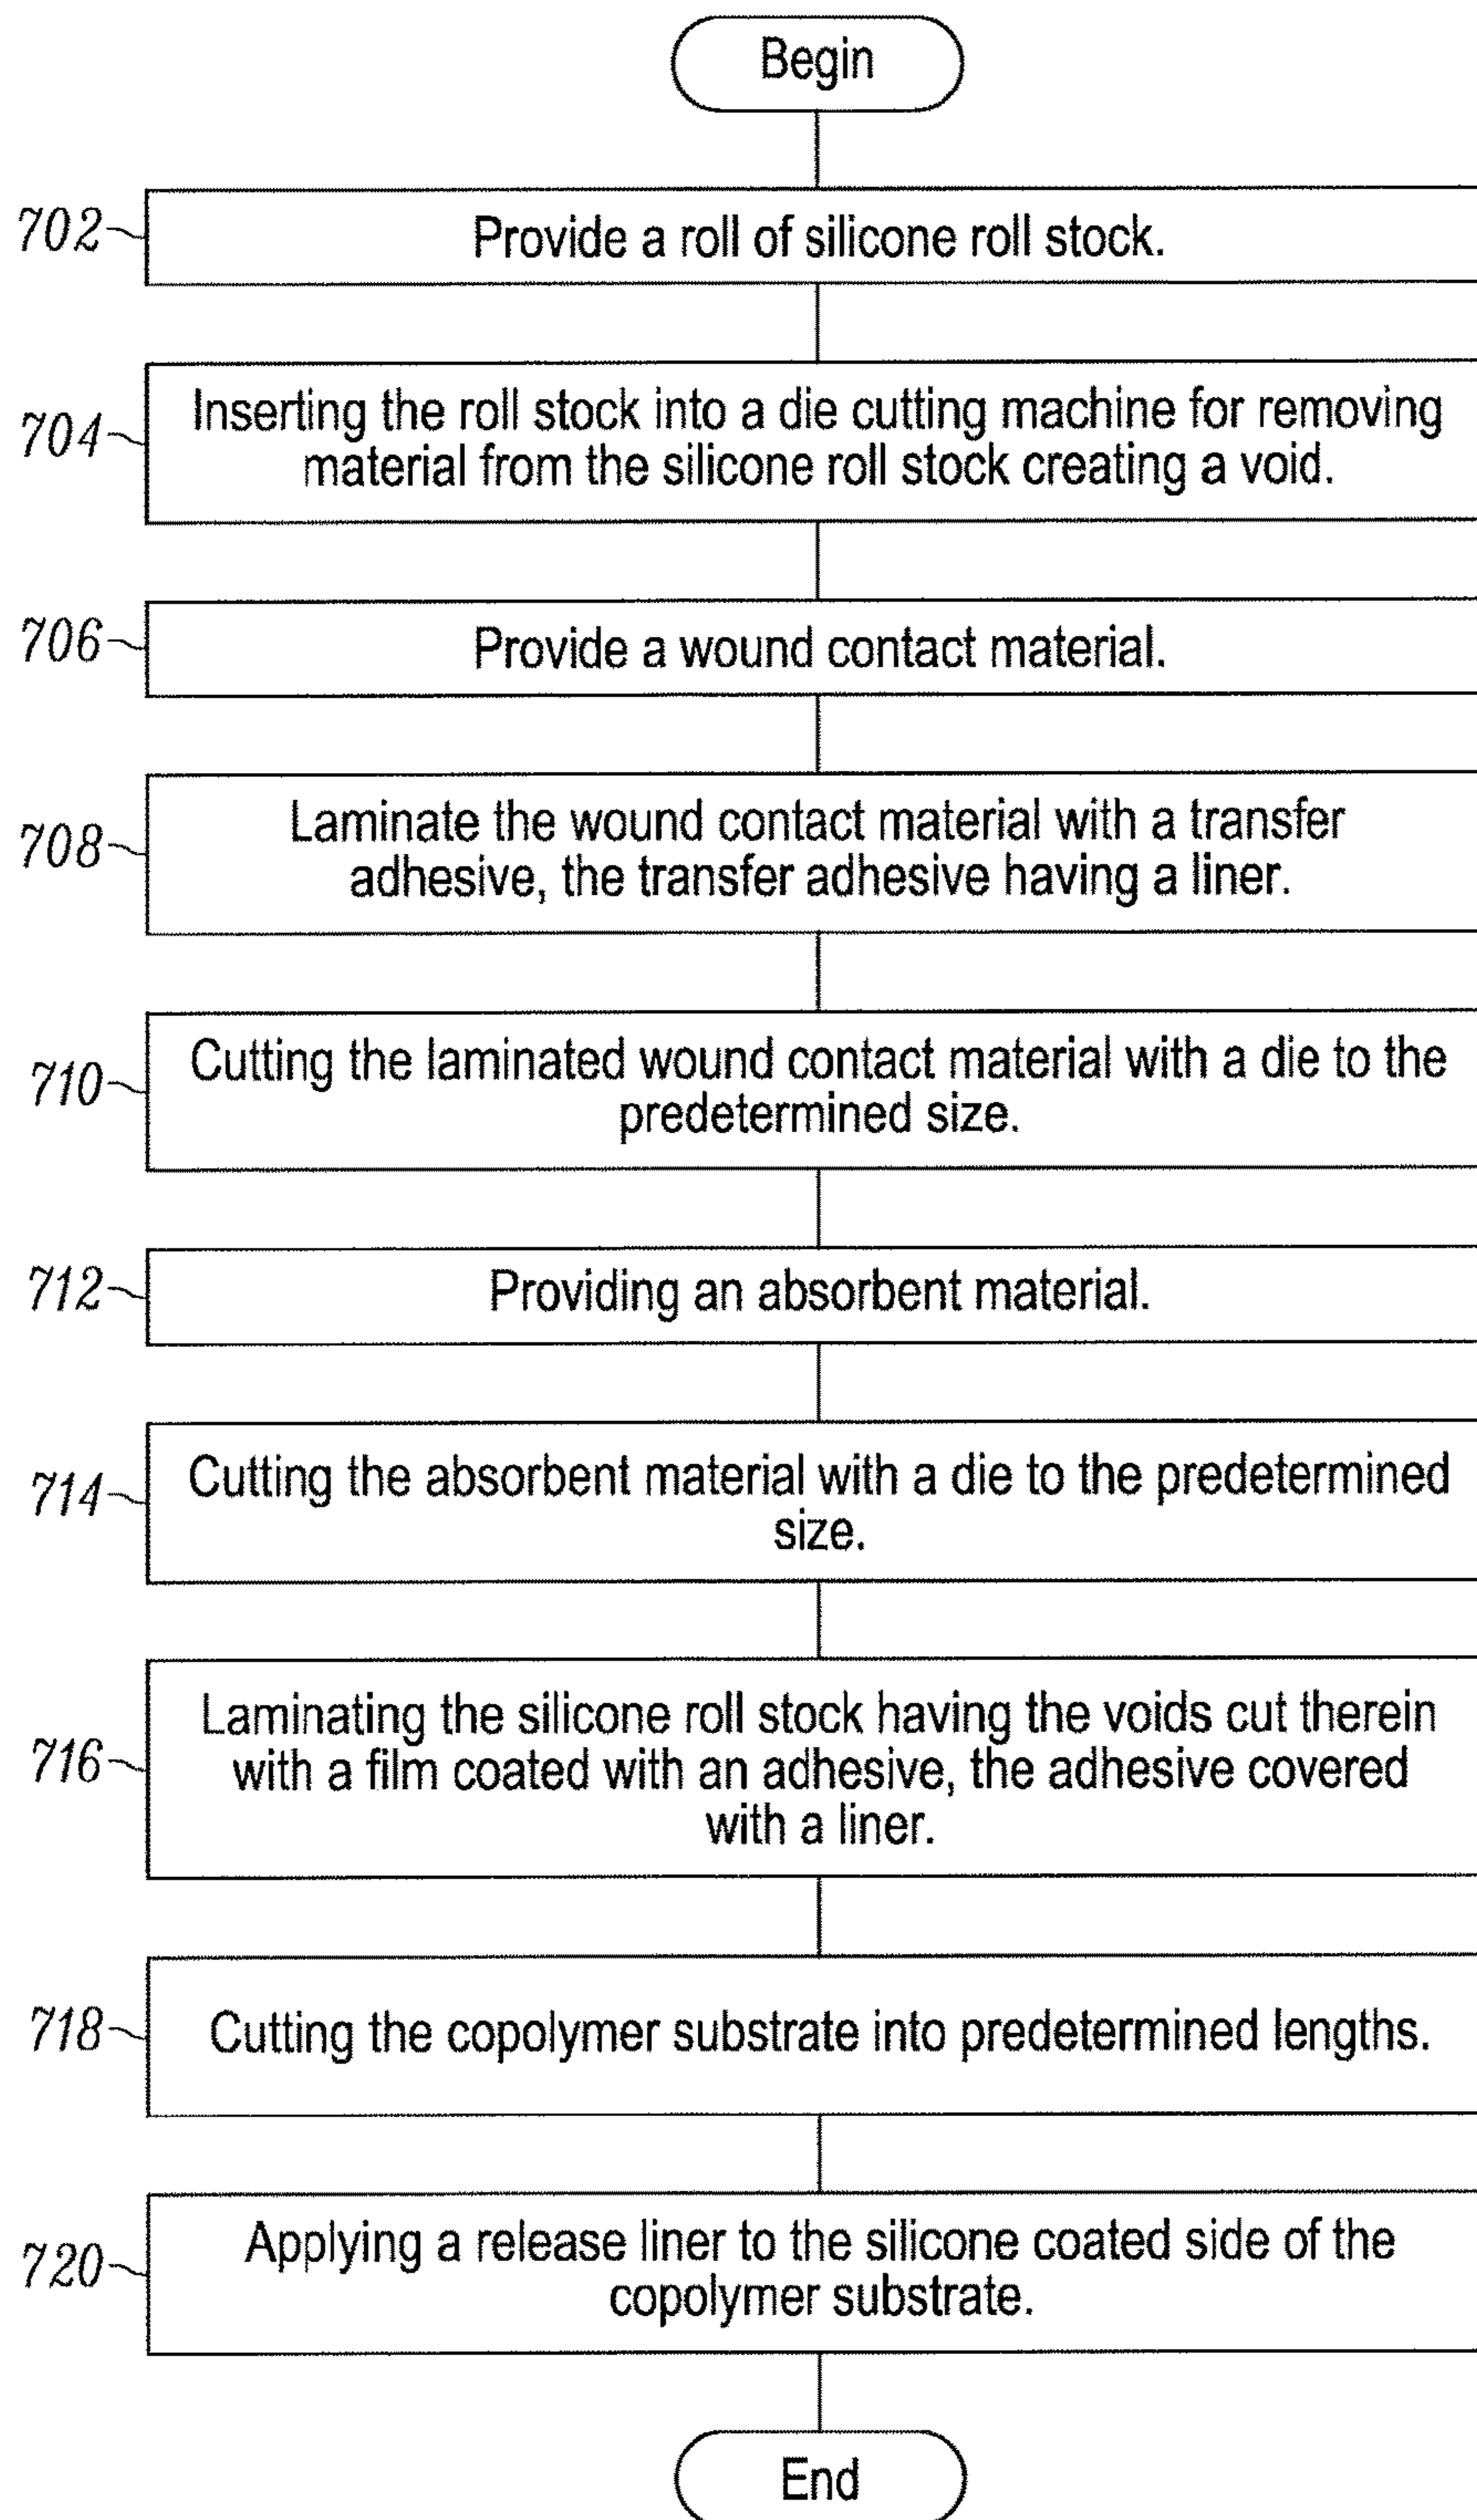 Begin
702
Provide a roll of silicone roll stock.
704
Inserting the roll stock into a die cutting machine for removing
material from the silicone roll stock creating a void.
706
Provide a wound contact material.
708
Laminate the wound contact material with a transfer
adhesive, the transfer adhesive having a liner.
710
Cutting the laminated wound contact material with a die to the
predetermined size.
712
Providing an absorbent material.
714
Cutting the absorbent material with a die to the predetermined
size.
716
Laminating the silicone roll stock having the voids cut therein
with a film coated with an adhesive, the adhesive covered
with a liner.
718
Cutting the copolymer substrate into predetermined lengths.
720
Applying a release liner to the silicone coated side of the
copolymer substrate.
End